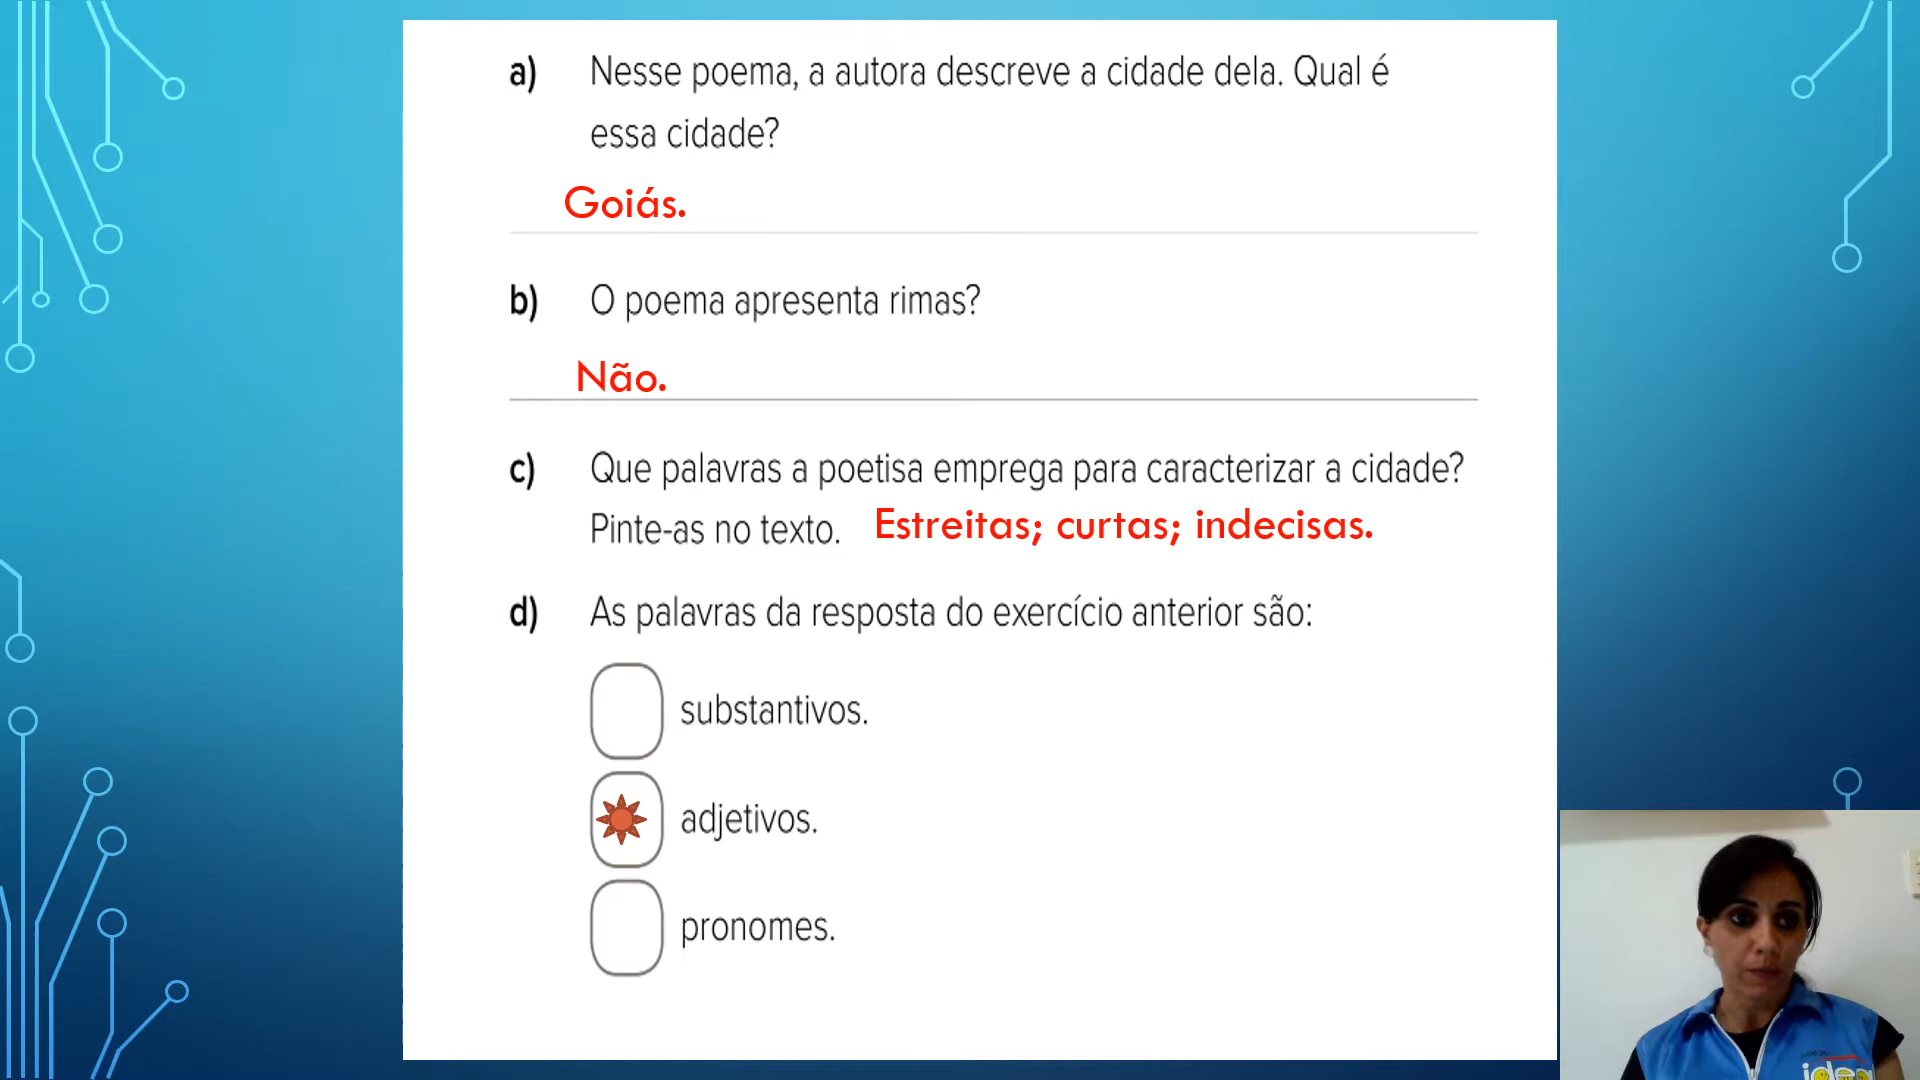 a) Nesse poema, a autora descreve a cidade dela. Qual é
essa cidade?
Goiás.
b) O poema apresenta rimas?
Não.
c) Que palavras a poetisa emprega para caracterizar a cidade?
Pinte-as no texto. Estreitas; curtas; indecisas.
d) As palavras da resposta do exercício anterior são:
substantivos.
adjetivos.
pronomes.